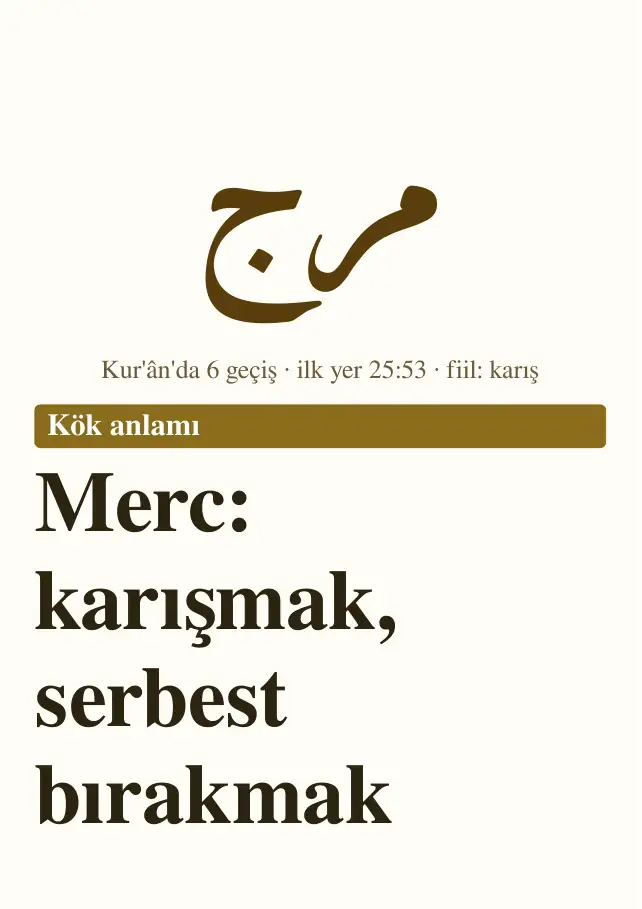 مرج
Kur'ân'da 6 geçiş · ilk yer 25:53 · fiil: karış
Kök anlamı
Merc:
karışmak,
serbest
bırakmak